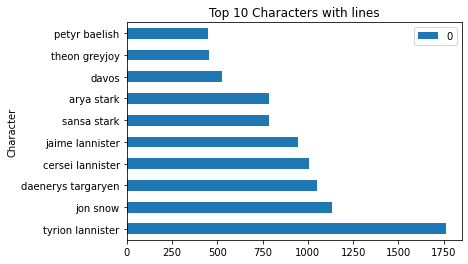 Top 10 Characters with lines
0
Character
petyr baelish
theon greyjoy
davos
arya stark
sansa stark
jaime lannister
cersei lannister
daenerys targaryen
jon snow
tyrion lannister
0 250 500 750 1000 1250 1500 1750